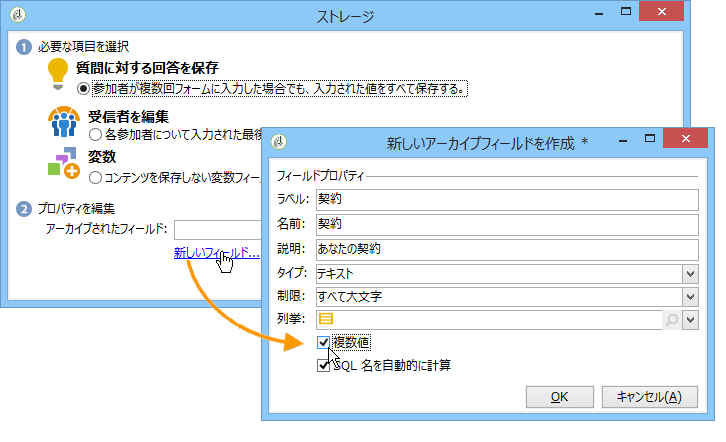 ストレージ
1 必要な項目を選択
質問に対する回答を保存
参加者が複数回フォームに入力した場合でも、入力された値をすべて保存する。
受信者を編集
各参加者について入力された最後
変数
コンテンツを保存しない変数フィー
2 プロパティを編集
アーカイブされたフィールド:
新しいフィールド...
新しいアーカイブフィールドを作成 *
フィールドプロパティ
ラベル: 契約
名前: 契約
説明: あなたの契約
タイプ: テキスト
制限: すべて大文字
列挙:
複数値
SQL 名を自動的に計算
OK キャンセル(A)